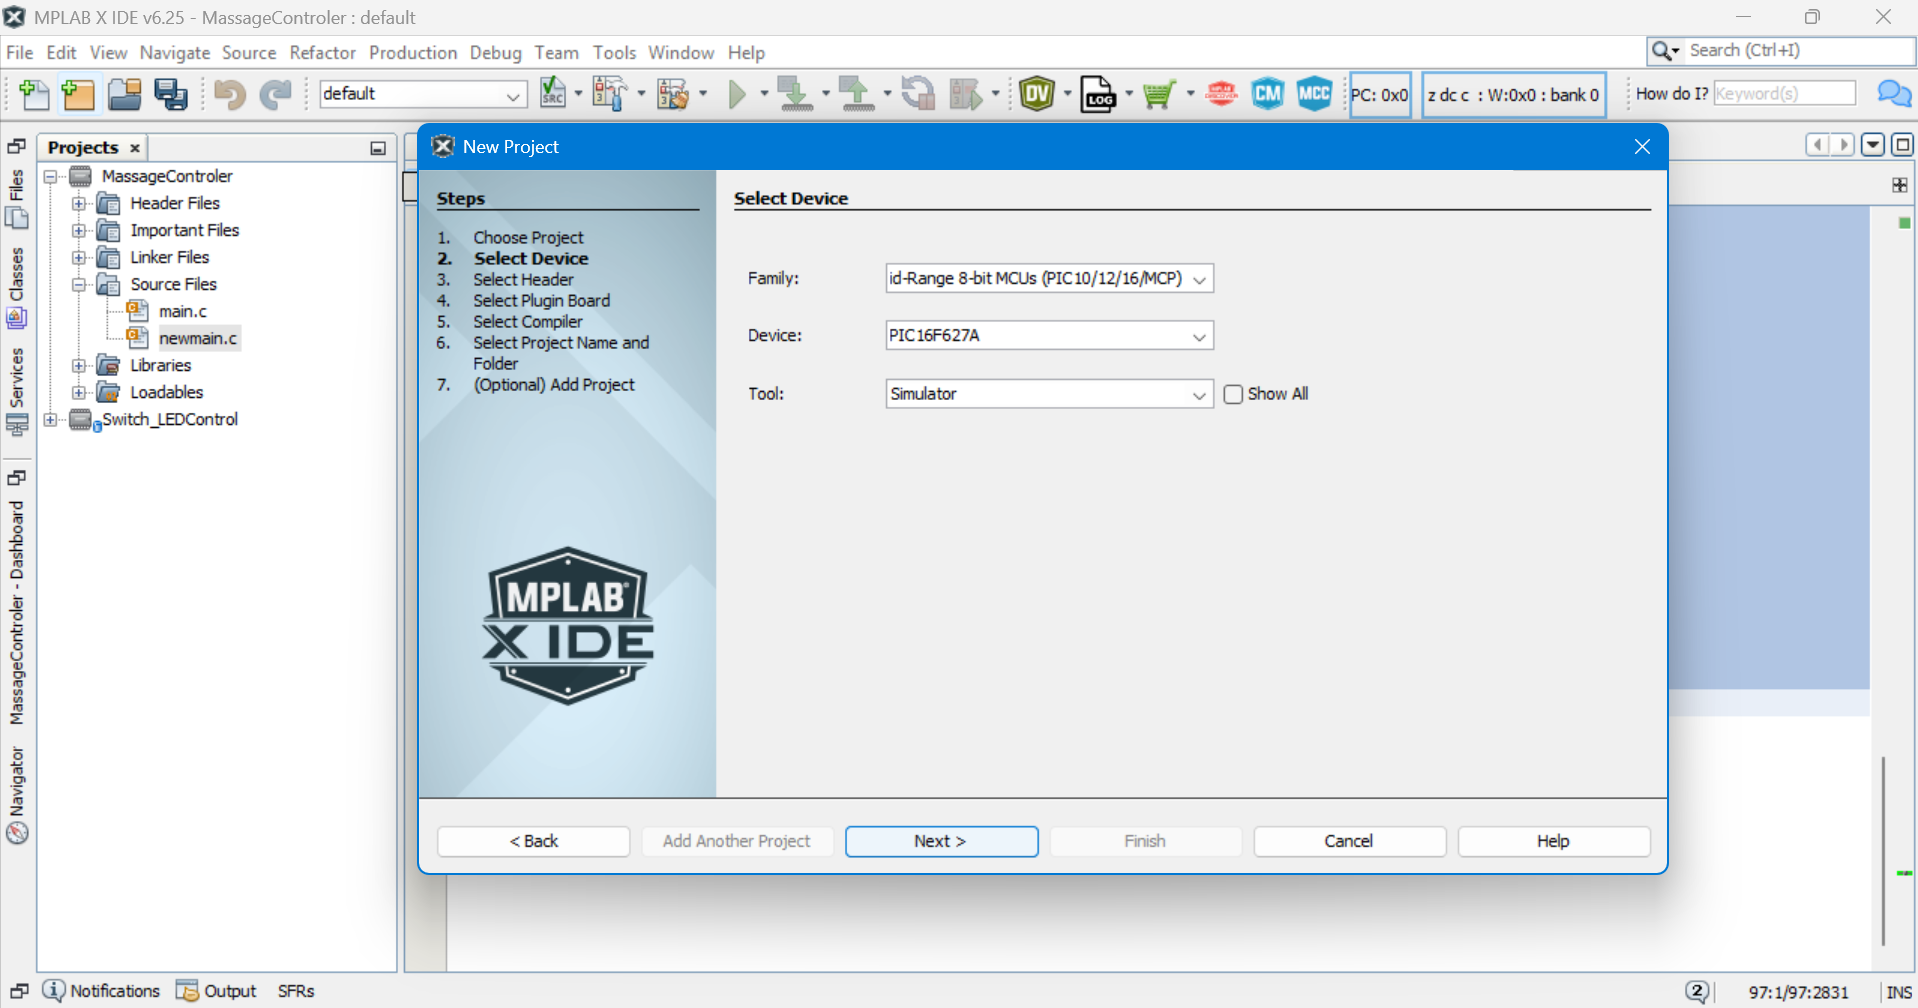 MPLAB X IDE v6.25 - MassageControler : default
File Edit View Navigate Source Refactor Production Debug Team Tools Window Help
Search (Ctrl+I)
default
SRC
LOG
DV
CM
MCC
PC: 0x0
z dc c : W:0x0 : bank 0
How do I? Keyword(s)
Files
Classes
Services
MassageControler - Dashboard
Navigator
Projects
MassageControler
Header Files
Important Files
Linker Files
Source Files
main.c
newmain.c
Libraries
Loadables
Switch_LEDControl
New Project
Steps
1. Choose Project
2. Select Device
3. Select Header
4. Select Plugin Board
5. Select Compiler
6. Select Project Name and
Folder
7. (Optional) Add Project
MPLAB®
X IDE
Select Device
Family: id-Range 8-bit MCUs (PIC10/12/16/MCP)
Device: PIC16F627A
Tool: Simulator Show All
< Back Add Another Project Next > Finish Cancel Help
Notifications Output SFRs
2 97:1/97:2831 INS